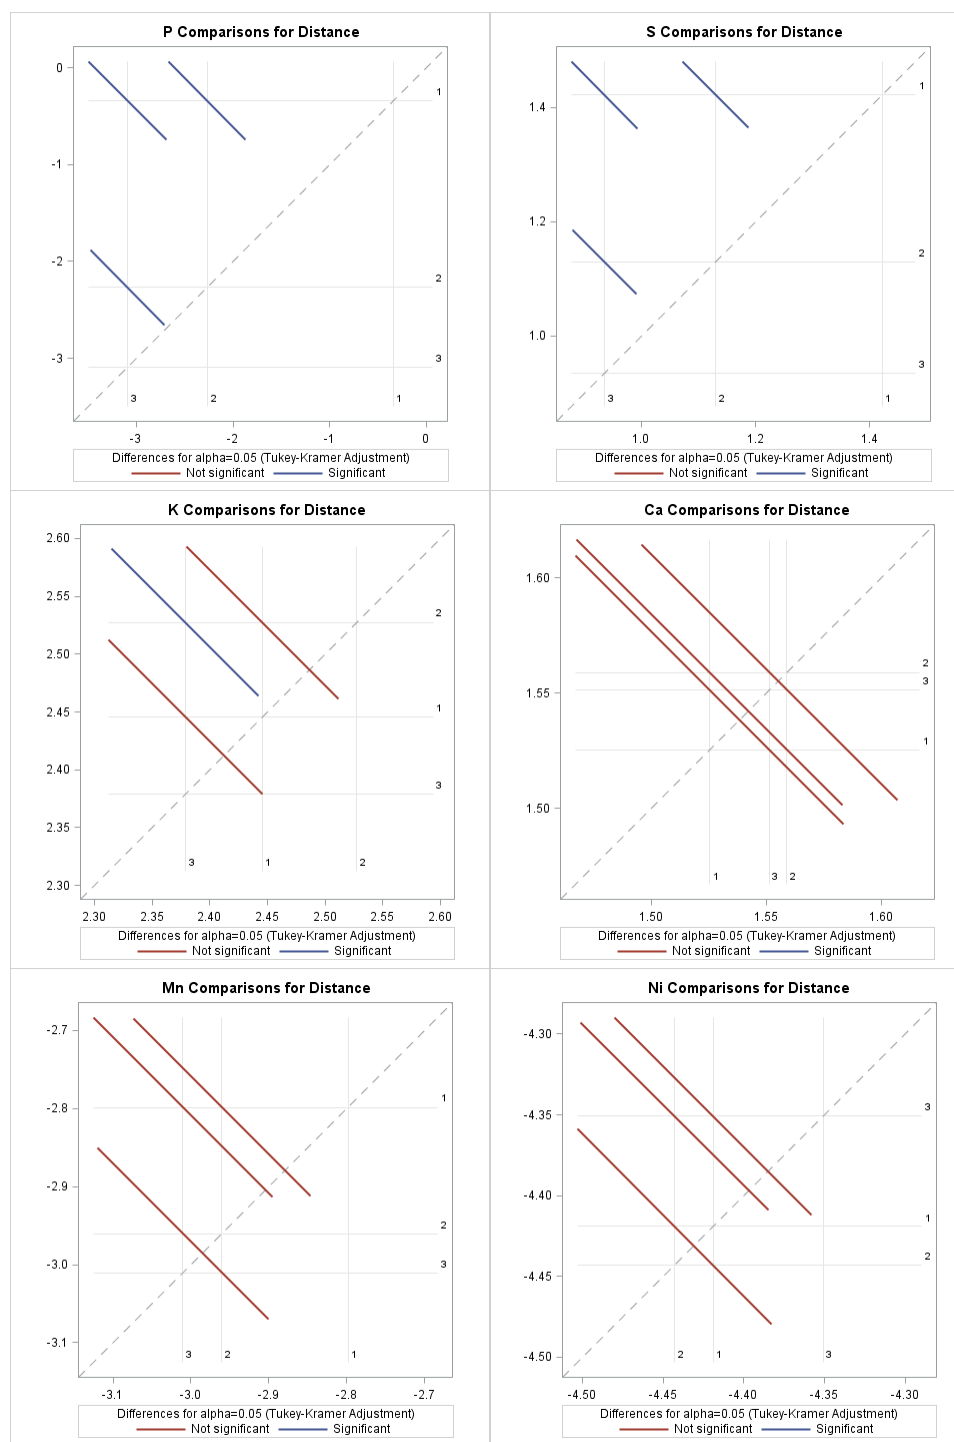 P Comparisons for Distance
0
-1
-2
-3
1
2
3
3 2 1
-3 -2 -1 0
Differences for alpha=0.05 (Tukey-Kramer Adjustment)
Not significant Significant
S Comparisons for Distance
1.4
1.2
1.0
1
2
3
3 2 1
1.0 1.2 1.4
Differences for alpha=0.05 (Tukey-Kramer Adjustment)
Not significant Significant
K Comparisons for Distance
2.60
2.55
2.50
2.45
2.40
2.35
2.30
2
1
3
3 1 2
2.30 2.35 2.40 2.45 2.50 2.55 2.60
Differences for alpha=0.05 (Tukey-Kramer Adjustment)
Not significant Significant
Ca Comparisons for Distance
1.60
1.55
1.50
2
3
1
1 3 2
1.50 1.55 1.60
Differences for alpha=0.05 (Tukey-Kramer Adjustment)
Not significant Significant
Mn Comparisons for Distance
-2.7
-2.8
-2.9
-3.0
-3.1
1
2
3
3 2 1
-3.1 -3.0 -2.9 -2.8 -2.7
Differences for alpha=0.05 (Tukey-Kramer Adjustment)
Not significant Significant
Ni Comparisons for Distance
-4.30
-4.35
-4.40
-4.45
-4.50
3
1
2
2 1 3
-4.50 -4.45 -4.40 -4.35 -4.30
Differences for alpha=0.05 (Tukey-Kramer Adjustment)
Not significant Significant